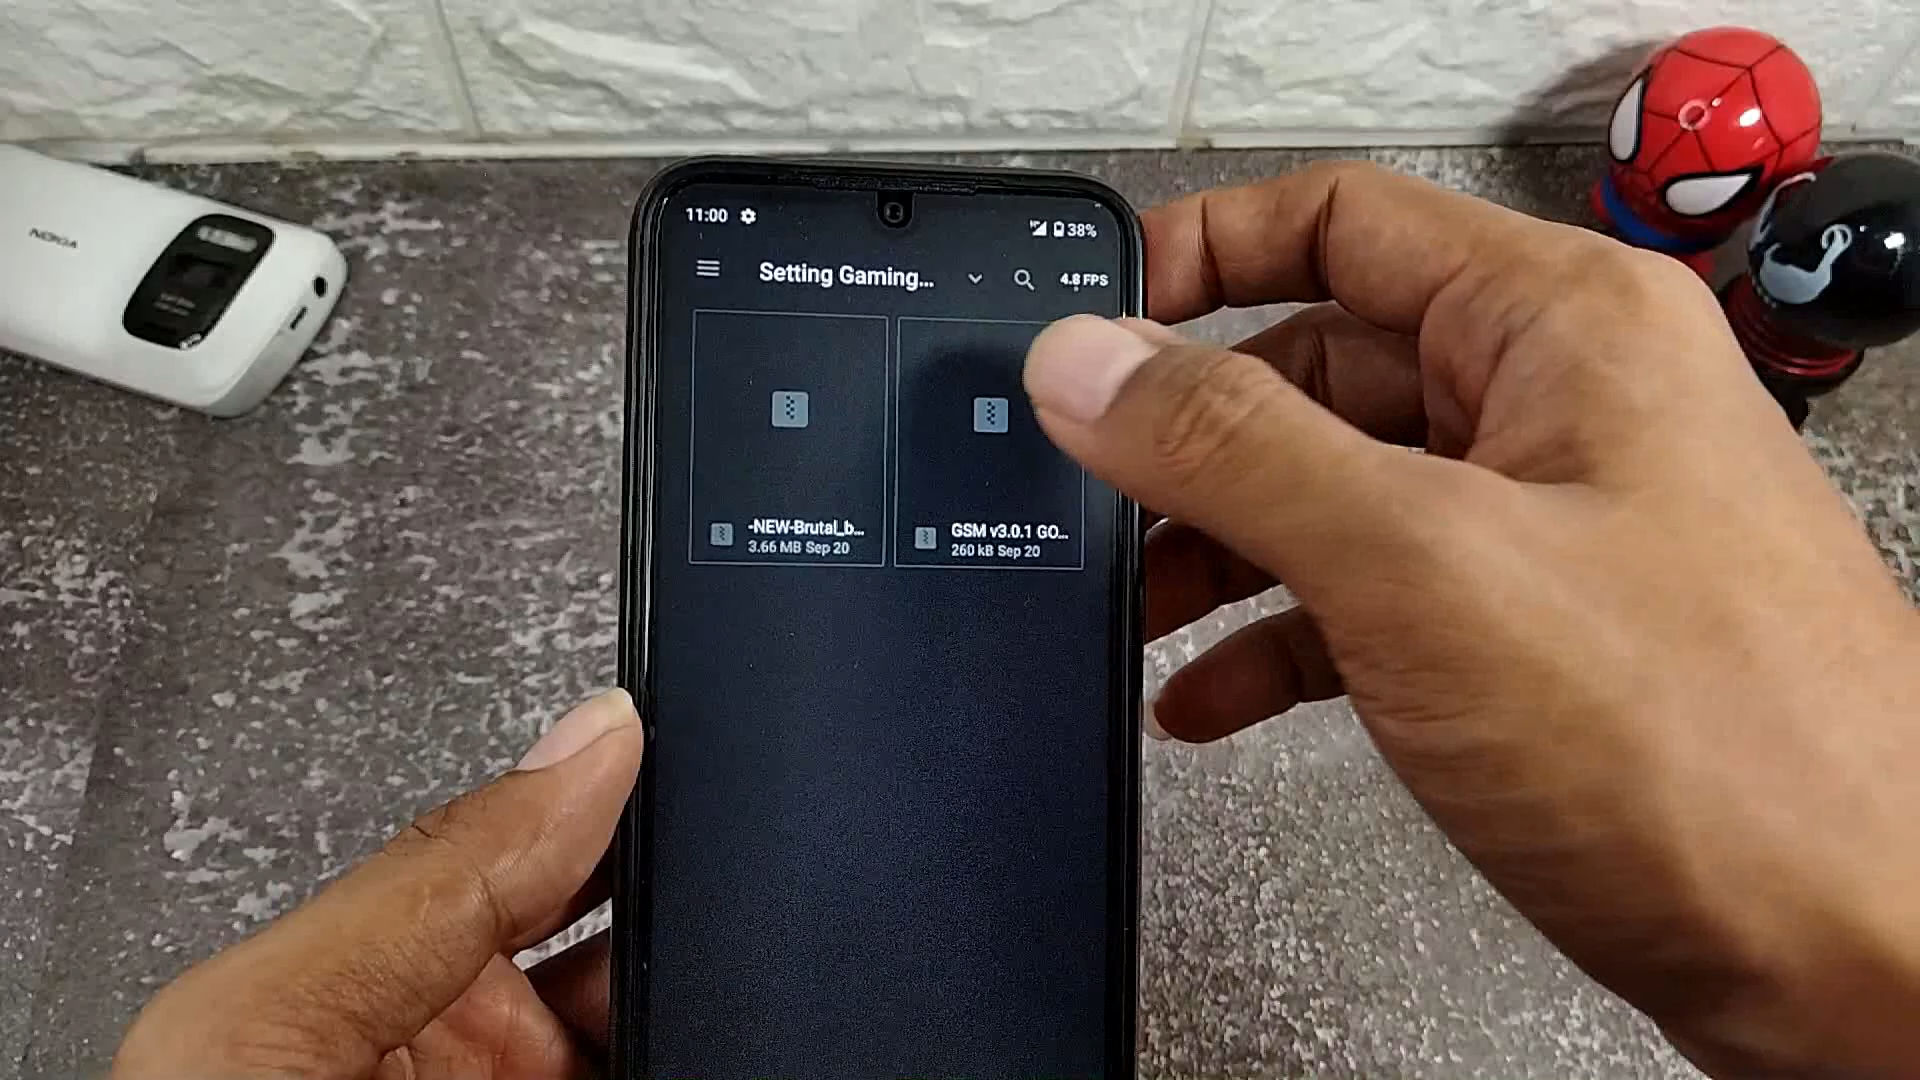 NOKIA
11:00
38%
Setting Gaming...
4.8 FPS
-NEW-Brutal_b...
3.66 MB Sep 20
GSM v3.0.1 GO...
260 kB Sep 20